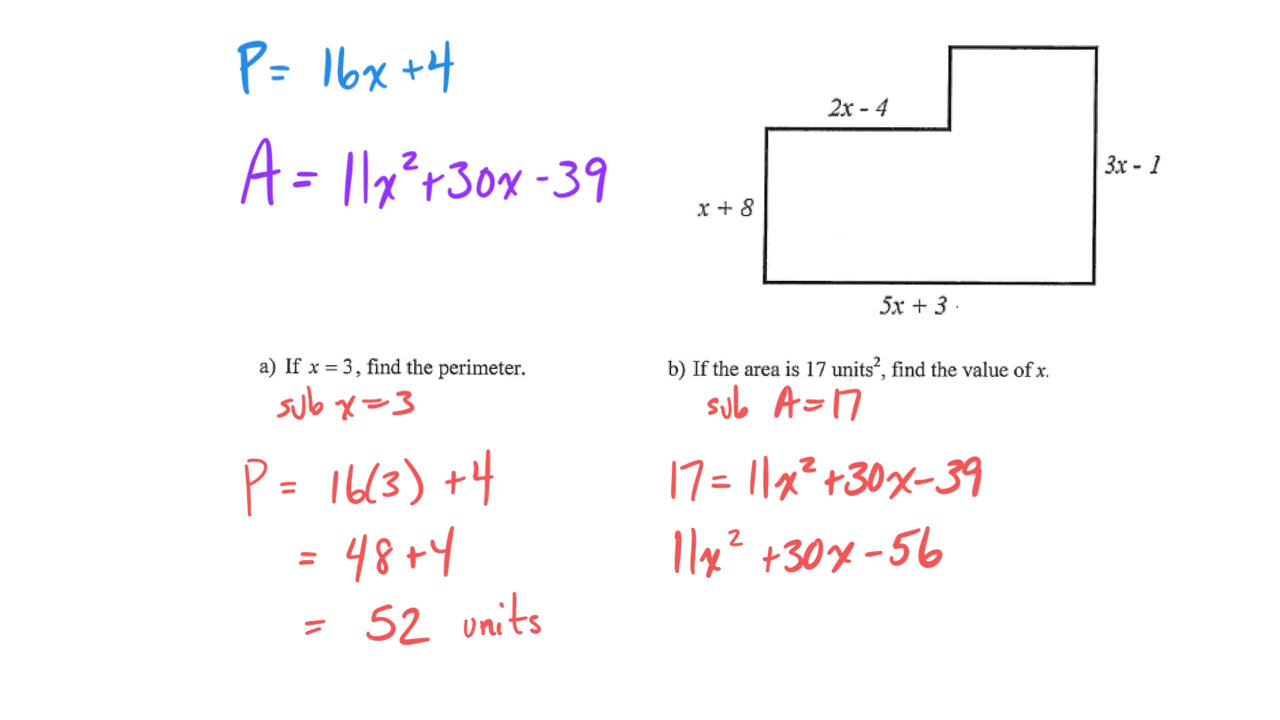 P = 16x + 4
A = 11x² + 30x - 39
2x - 4
3x - 1
x + 8
5x + 3
a) If x = 3, find the perimeter.
sub x = 3
P = 16(3) + 4
= 48 + 4
= 52 units
b) If the area is 17 units², find the value of x.
sub A = 17
17 = 11x² + 30x - 39
11x² + 30x - 56